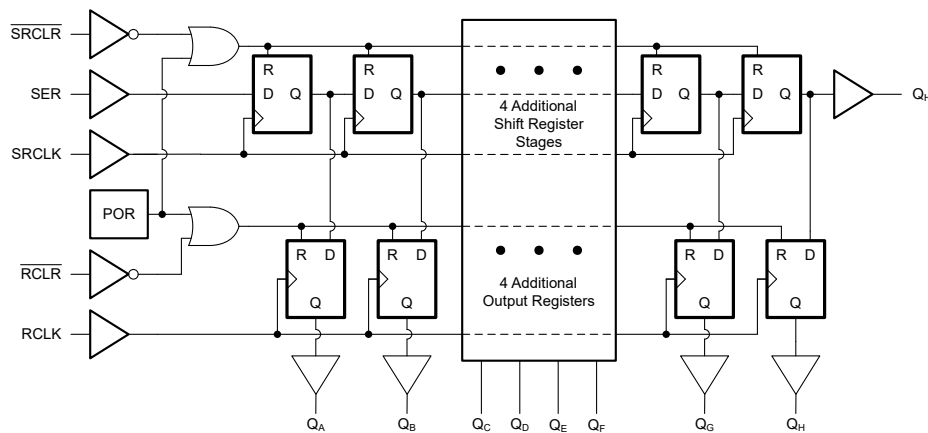 SRCLR
SER
SRCLK
POR
RCLR
RCLK
R
D Q
R
D Q
4 Additional
Shift Register
Stages
R
D Q
R
D Q
Q
R D
Q
R D
Q
4 Additional
Output Registers
R D
Q
R D
Q
QA
QB
QC
QD
QE
QF
QG
QH